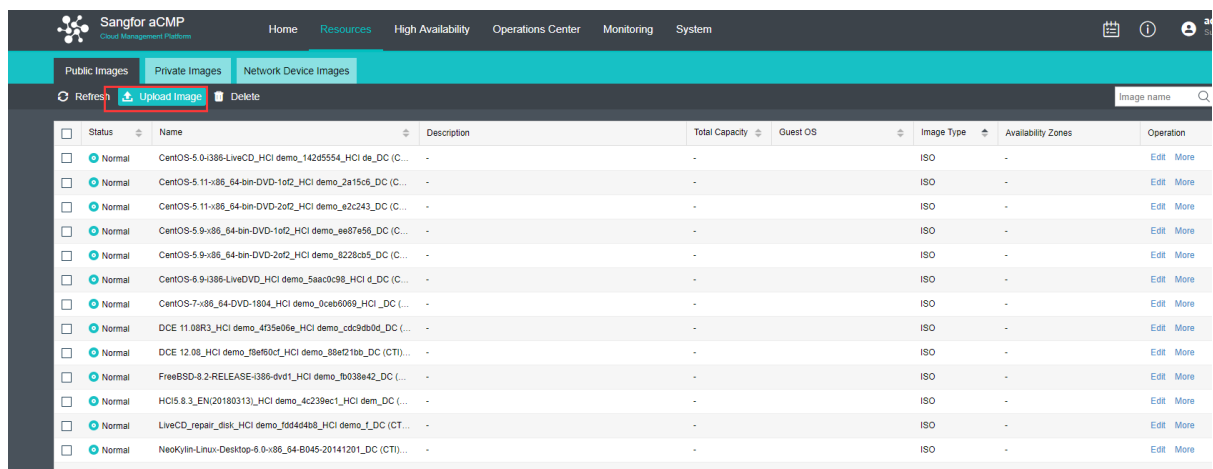 Sangfor aCMP
Cloud Management Platform
Home Resources High Availability Operations Center Monitoring System
Public Images Private Images Network Device Images
Refresh Upload Image Delete Image name
Status Name Description Total Capacity Guest OS Image Type Availability Zones Operation
Normal CentOS-5.0-i386-LiveCD_HCI demo_142d5554_HCI de_DC (C... - - ISO - Edit More
Normal CentOS-5.11-x86_64-bin-DVD-1of2_HCI demo_2a15c6_DC (C... - - ISO - Edit More
Normal CentOS-5.11-x86_64-bin-DVD-2of2_HCI demo_e2c243_DC (C... - - ISO - Edit More
Normal CentOS-5.9-x86_64-bin-DVD-1of2_HCI demo_ee87e56_DC (C... - - ISO - Edit More
Normal CentOS-5.9-x86_64-bin-DVD-2of2_HCI demo_8228cb5_DC (C... - - ISO - Edit More
Normal CentOS-6.9-i386-LiveDVD_HCI demo_5aac0c98_HCI d_DC (C... - - ISO - Edit More
Normal CentOS-7-x86_64-DVD-1804_HCI demo_0ceb6069_HCI _DC (... - - ISO - Edit More
Normal DCE 11.08R3_HCI demo_4f35e06e_HCI demo_cdc9db0d_DC (... - - ISO - Edit More
Normal DCE 12.08_HCI demo_f8ef60cf_HCI demo_88ef21bb_DC (CTI)... - - ISO - Edit More
Normal FreeBSD-8.2-RELEASE-i386-dvd1_HCI demo_fb038e42_DC (... - - ISO - Edit More
Normal HCI5.8.3_EN(20180313)_HCI demo_4c239ec1_HCI dem_DC (... - - ISO - Edit More
Normal LiveCD_repair_disk_HCI demo_fdd4d4b8_HCI demo_f_DC (CT... - - ISO - Edit More
Normal NeoKylin-Linux-Desktop-6.0-x86_64-B045-20141201_DC (CTI)... - - ISO - Edit More